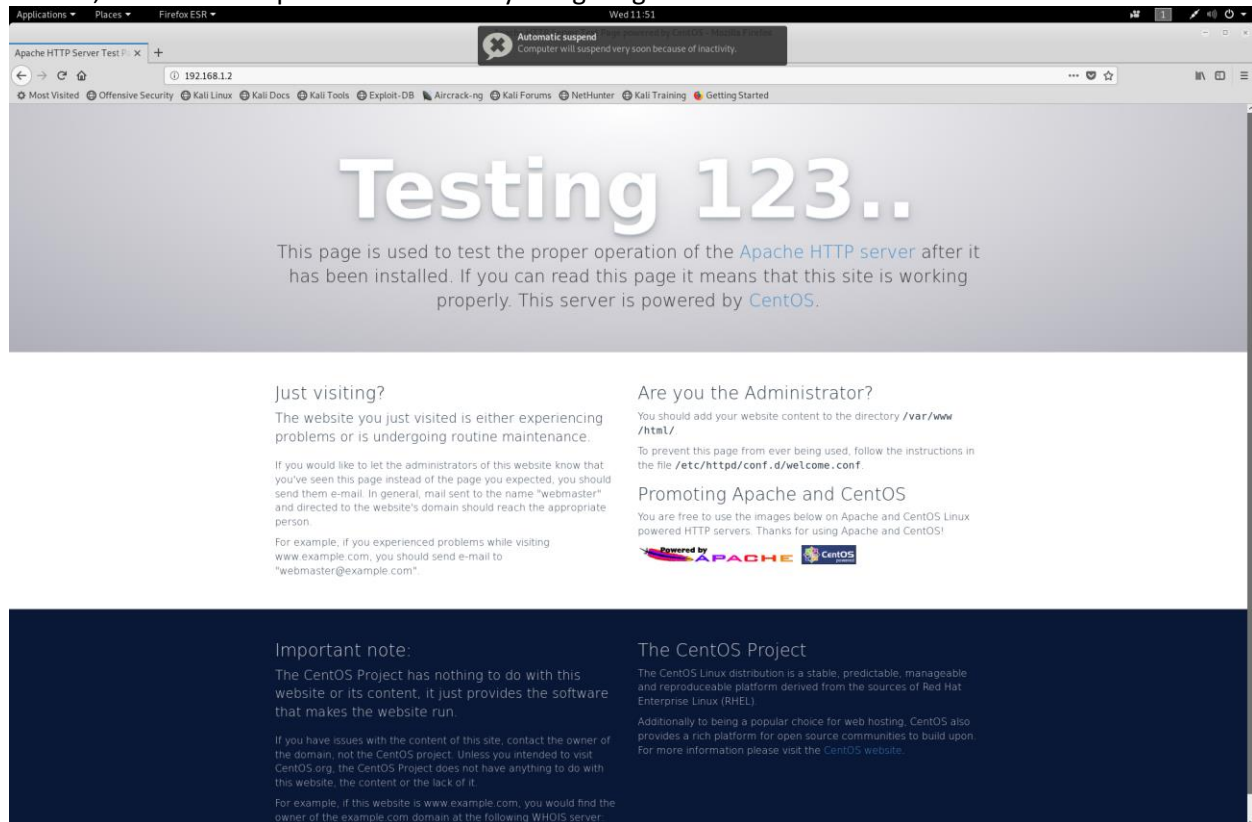 Applications Places Firefox ESR Wed 11:51 1
Automatic suspend
Computer will suspend very soon because of inactivity.
Apache HTTP Server Test P
192.168.1.2
Most Visited Offensive Security Kali Linux Kali Docs Kali Tools Exploit-DB Aircrack-ng Kali Forums NetHunter Kali Training Getting Started
Testing 123..
This page is used to test the proper operation of the Apache HTTP server after it
has been installed. If you can read this page it means that this site is working
properly. This server is powered by CentOS.
Just visiting?
The website you just visited is either experiencing
problems or is undergoing routine maintenance.
If you would like to let the administrators of this website know that
you've seen this page instead of the page you expected, you should
send them e-mail. In general, mail sent to the name "webmaster"
and directed to the website's domain should reach the appropriate
person.
For example, if you experienced problems while visiting
www.example.com, you should send e-mail to
"webmaster@example.com".
Are you the Administrator?
You should add your website content to the directory /var/www
/html/.
To prevent this page from ever being used, follow the instructions in
the file /etc/httpd/conf.d/welcome.conf.
Promoting Apache and CentOS
You are free to use the images below on Apache and CentOS Linux
powered HTTP servers. Thanks for using Apache and CentOS!
Powered by
APACHE
CentOS
powered
Important note:
The CentOS Project has nothing to do with this
website or its content, it just provides the software
that makes the website run.
If you have issues with the content of this site, contact the owner of
the domain, not the CentOS project. Unless you intended to visit
CentOS.org, the CentOS Project does not have anything to do with
this website, the content or the lack of it.
For example, if this website is www.example.com, you would find the
owner of the example.com domain at the following WHOIS server:
The CentOS Project
The CentOS Linux distribution is a stable, predictable, manageable
and reproduceable platform derived from the sources of Red Hat
Enterprise Linux (RHEL).
Additionally to being a popular choice for web hosting, CentOS also
provides a rich platform for open source communities to build upon.
For more information please visit the CentOS website.